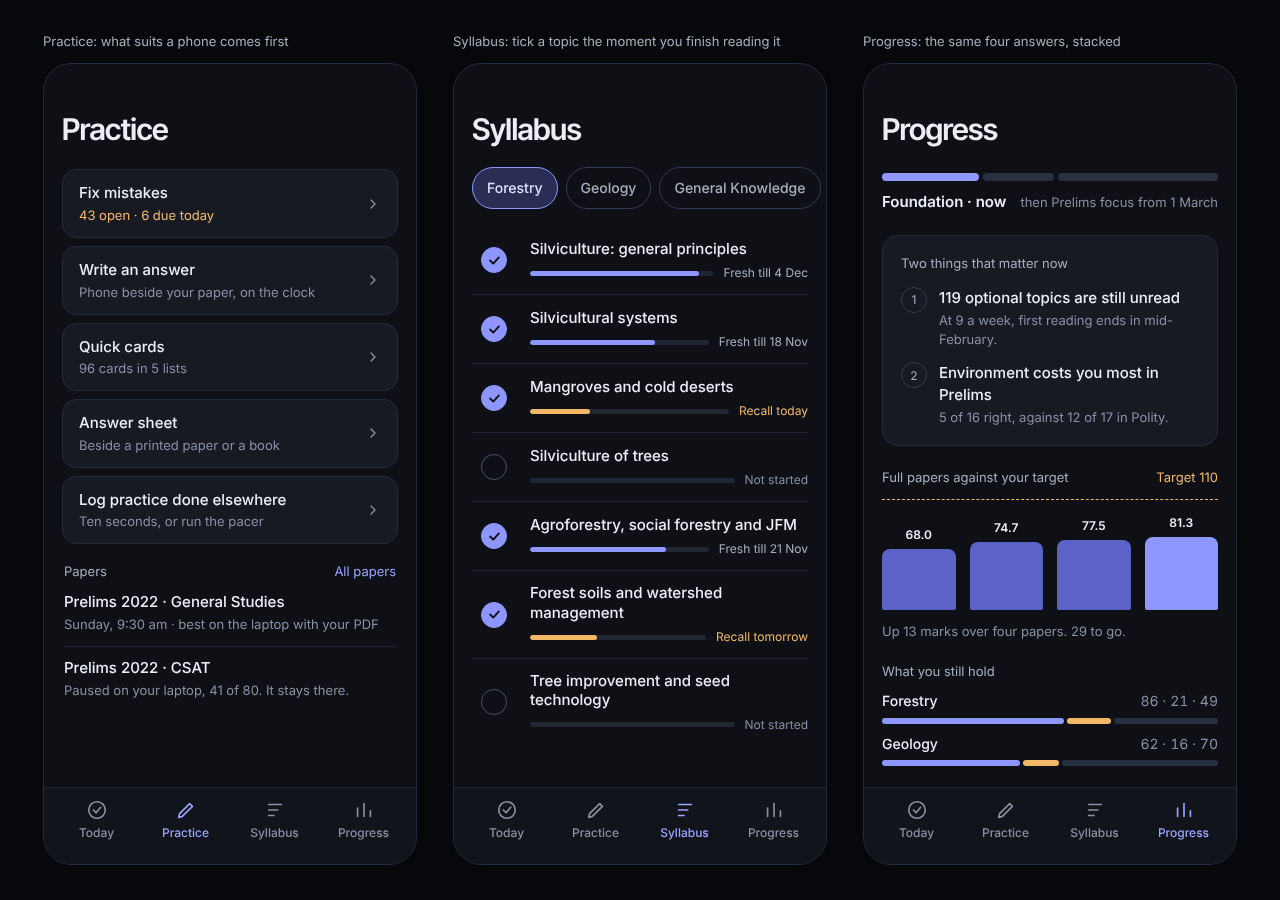 Practice: what suits a phone comes first
Practice
Fix mistakes
43 open · 6 due today
Write an answer
Phone beside your paper, on the clock
Quick cards
96 cards in 5 lists
Answer sheet
Beside a printed paper or a book
Log practice done elsewhere
Ten seconds, or run the pacer
Papers
All papers
Prelims 2022 · General Studies
Sunday, 9:30 am · best on the laptop with your PDF
Prelims 2022 · CSAT
Paused on your laptop, 41 of 80. It stays there.
Today
Practice
Syllabus
Progress
Syllabus: tick a topic the moment you finish reading it
Syllabus
Forestry
Geology
General Knowledge
Silviculture: general principles
Fresh till 4 Dec
Silvicultural systems
Fresh till 18 Nov
Mangroves and cold deserts
Recall today
Silviculture of trees
Not started
Agroforestry, social forestry and JFM
Fresh till 21 Nov
Forest soils and watershed
management
Recall tomorrow
Tree improvement and seed
technology
Not started
Today
Practice
Syllabus
Progress
Progress: the same four answers, stacked
Progress
Foundation · now
then Prelims focus from 1 March
Two things that matter now
1
119 optional topics are still unread
At 9 a week, first reading ends in mid-
February.
2
Environment costs you most in
Prelims
5 of 16 right, against 12 of 17 in Polity.
Full papers against your target
Target 110
68.0
74.7
77.5
81.3
Up 13 marks over four papers. 29 to go.
What you still hold
Forestry
86 · 21 · 49
Geology
62 · 16 · 70
Today
Practice
Syllabus
Progress